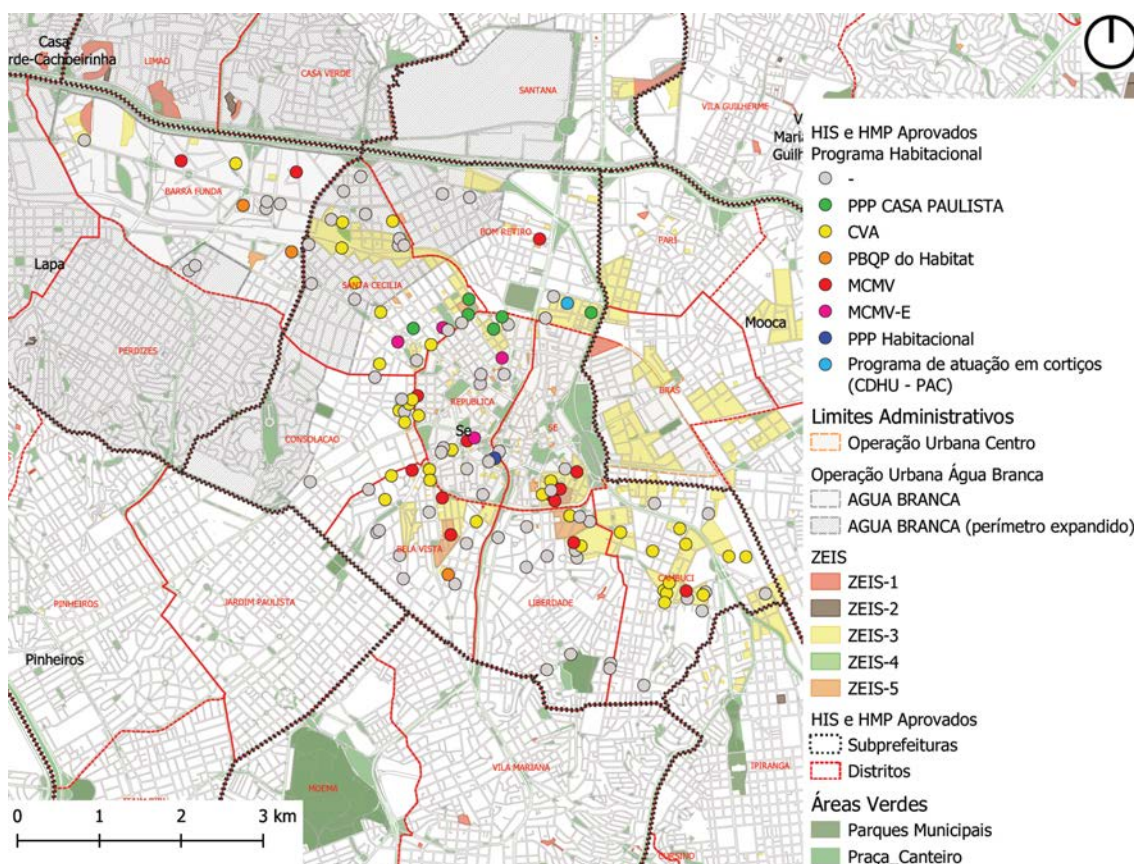 Casa
rde-Cachoeirinha
LIMAO
CASA VERDE
SANTANA
VILA GUILHERME
V
Mari
Guilh
BARRA FUNDA
BOM RETIRO
PARI
Lapa
SANTA CECILIA
Mooca
PERDIZES
BRAS
REPUBLICA
CONSOLACAO
Se
SE
BELA VISTA
CAMBUCI
PINHEIROS
JARDIM PAULISTA
LIBERDADE
Pinheiros
VILA MARIANA
IPIRANGA
MOEMA
CURSINO
0 1 2 3 km
HIS e HMP Aprovados
Programa Habitacional
-
PPP CASA PAULISTA
CVA
PBQP do Habitat
MCMV
MCMV-E
PPP Habitacional
Programa de atuação em cortiços
(CDHU - PAC)
Limites Administrativos
Operação Urbana Centro
Operação Urbana Água Branca
AGUA BRANCA
AGUA BRANCA (perímetro expandido)
ZEIS
ZEIS-1
ZEIS-2
ZEIS-3
ZEIS-4
ZEIS-5
HIS e HMP Aprovados
Subprefeituras
Distritos
Áreas Verdes
Parques Municipais
Praça_Canteiro